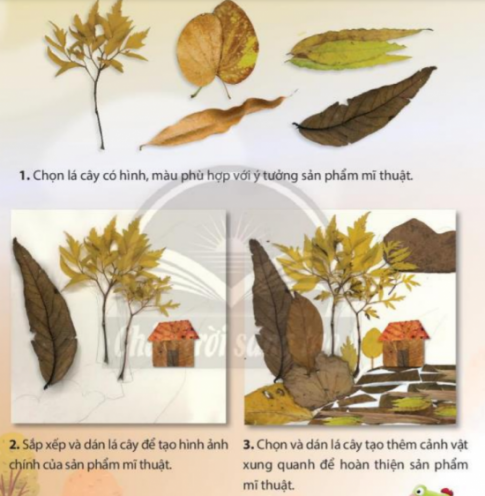 1. Chọn lá cây có hình, màu phù hợp với ý tưởng sản phẩm mĩ thuật.
2. Sắp xếp và dán lá cây để tạo hình ảnh
chính của sản phẩm mĩ thuật.
3. Chọn và dán lá cây tạo thêm cảnh vật
xung quanh để hoàn thiện sản phẩm
mĩ thuật.